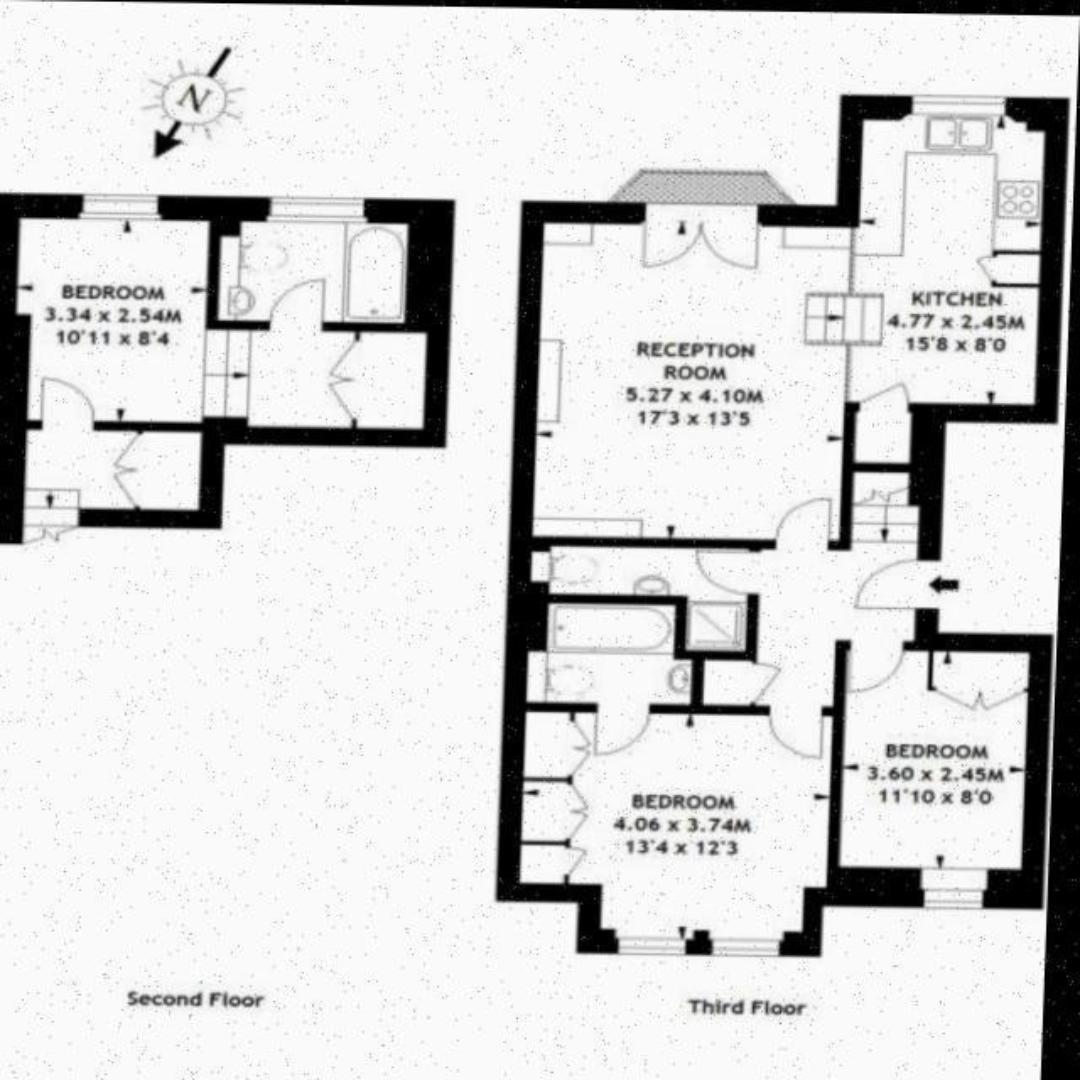 N
BEDROOM
3.34 x 2.54M
10'11 x 8'4
KITCHEN
4.77 x 2.45M
15'8 x 8'0
RECEPTION
ROOM
5.27 x 4.10M
17'3 x 13'5
BEDROOM
3.60 x 2.45M
11'10 x 8'0
BEDROOM
4.06 x 3.74M
13'4 x 12'3
Second Floor
Third Floor